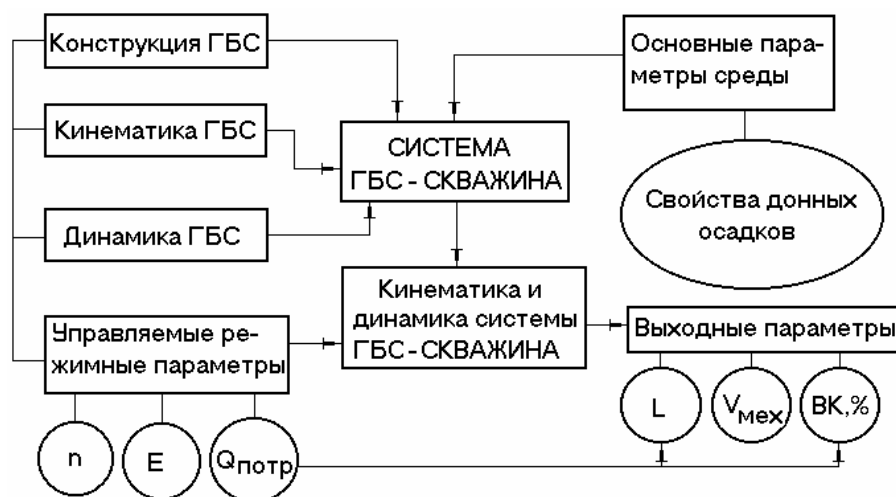 Конструкция ГБС
Основные пара-
метры среды
Кинематика ГБС
СИСТЕМА
ГБС - СКВАЖИНА
Свойства донных
осадков
Динамика ГБС
Кинематика и
динамика системы
ГБС - СКВАЖИНА
Управляемые ре-
жимные параметры
Выходные параметры
n
E
Qпотр
L
Vмех
ВК,%